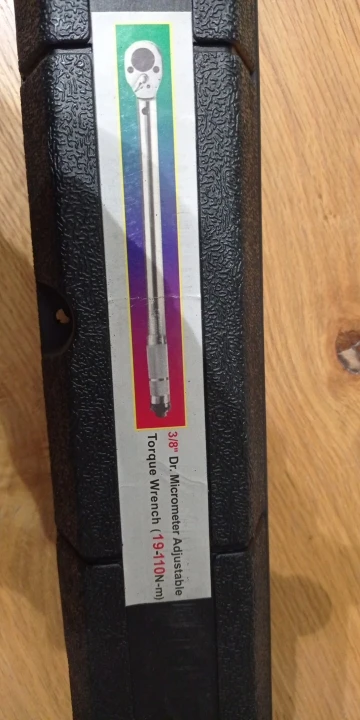 3/8" Dr. Micrometer Adjustable
Torque Wrench (19-110N-m)